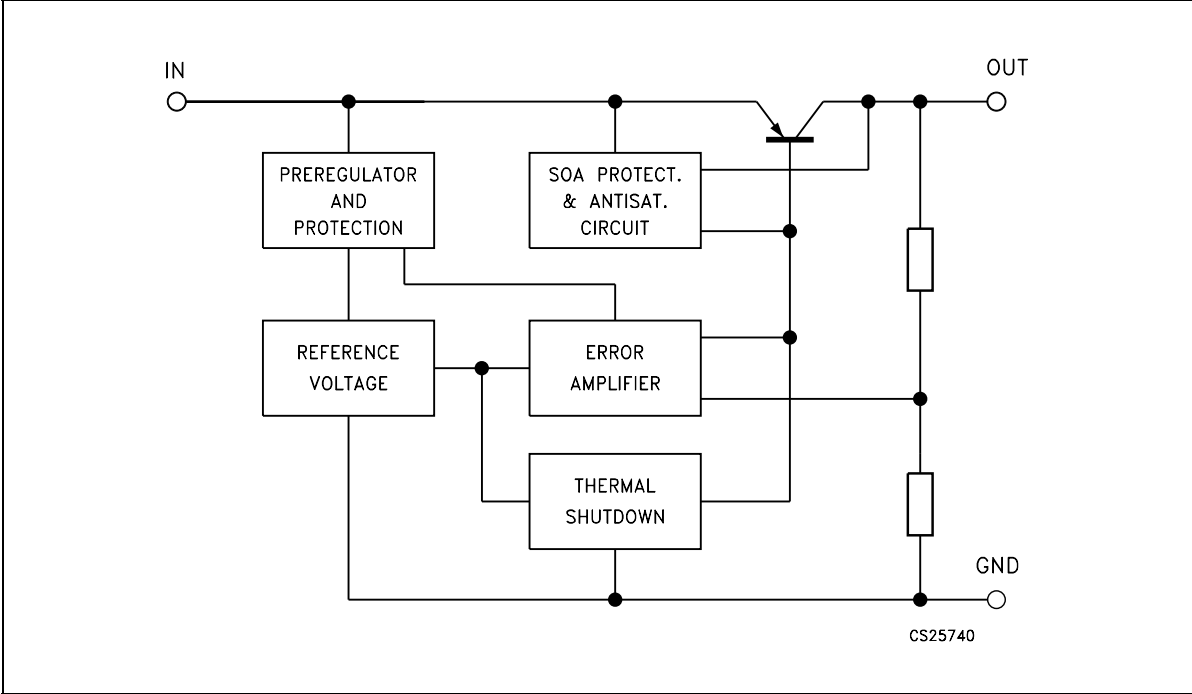 IN
OUT
PREREGULATOR
AND
PROTECTION
SOA PROTECT.
& ANTISAT.
CIRCUIT
REFERENCE
VOLTAGE
ERROR
AMPLIFIER
THERMAL
SHUTDOWN
GND
CS25740